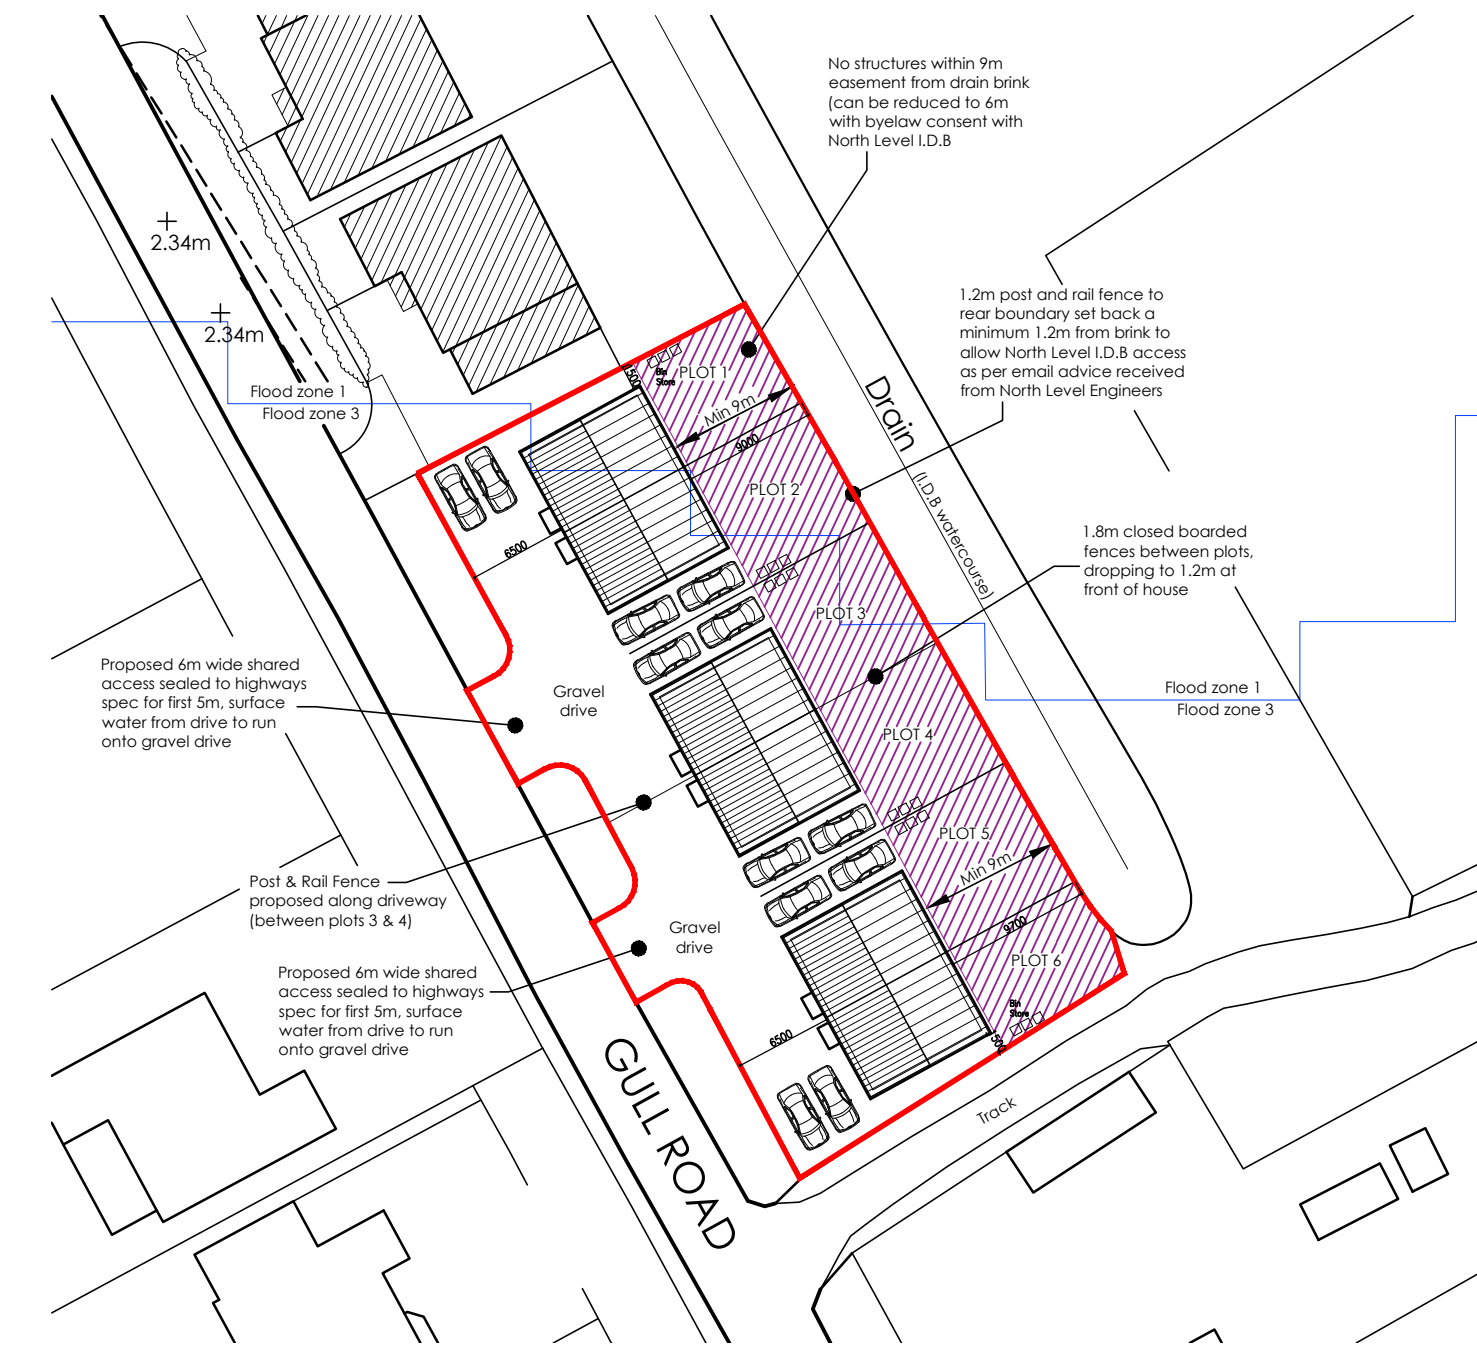 No structures within 9m
easement from drain brink
(can be reduced to 6m
with byelaw consent with
North Level I.D.B
2.34m
2.34m
1.2m post and rail fence to
rear boundary set back a
minimum 1.2m from brink to
allow North Level I.D.B access
as per email advice received
from North Level Engineers
Flood zone 1
Flood zone 3
1500
Bin
Store
PLOT 1
Min 9m
9000
Drain
(I.D.B watercourse)
PLOT 2
6500
1.8m closed boarded
fences between plots,
dropping to 1.2m at
front of house
PLOT 3
Proposed 6m wide shared
access sealed to highways
spec for first 5m, surface
water from drive to run
onto gravel drive
Gravel
drive
Flood zone 1
Flood zone 3
PLOT 4
PLOT 5
Min 9m
Post & Rail Fence
proposed along driveway
(between plots 3 & 4)
Gravel
drive
9700
PLOT 6
Proposed 6m wide shared
access sealed to highways
spec for first 5m, surface
water from drive to run
onto gravel drive
Bin
Store
6500
GULL ROAD
Track